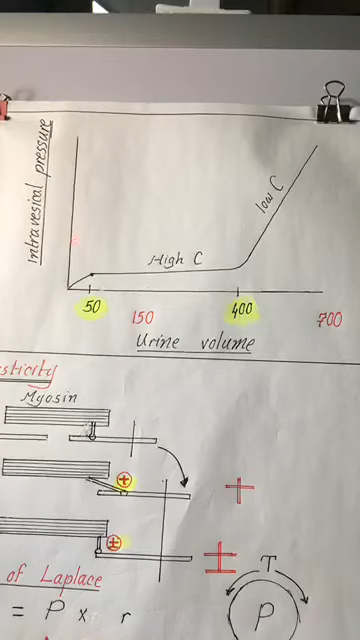 Intravesical pressure
High C
low C
50
150
400
700
Urine volume
sticity
Myosin
+
±
+
±
T
of Laplace
= P x r
P